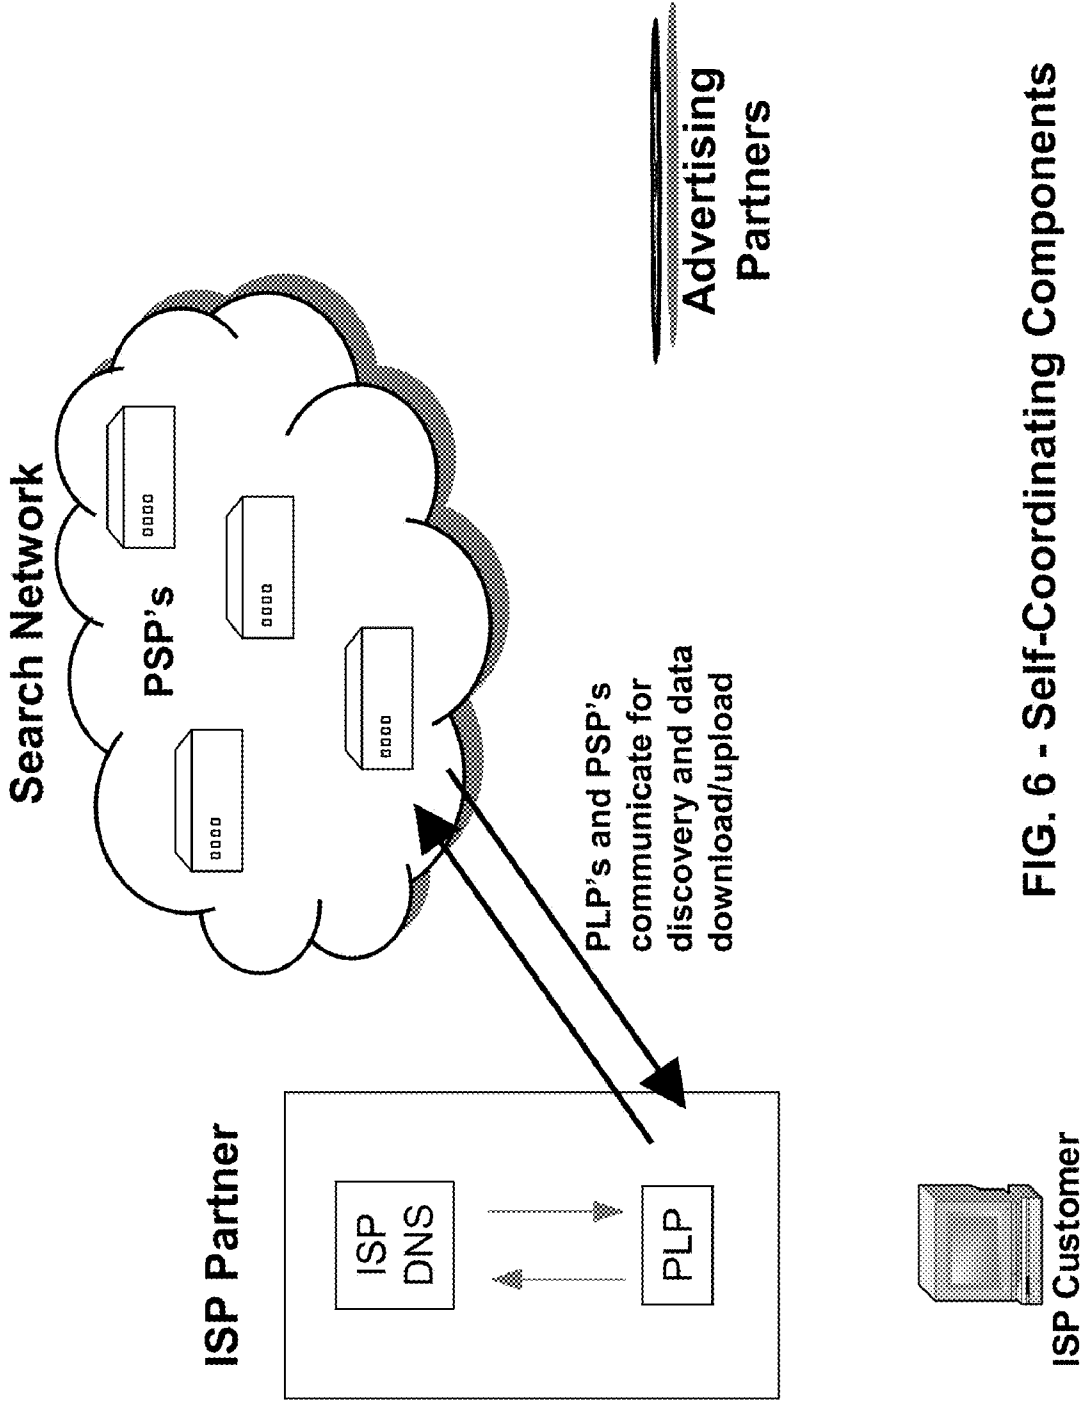 Search Network
PSP's
ISP Partner
ISP
DNS
PLP
PLP's and PSP's
communicate for
discovery and data
download/upload
Advertising
Partners
ISP Customer
FIG. 6 - Self-Coordinating Components